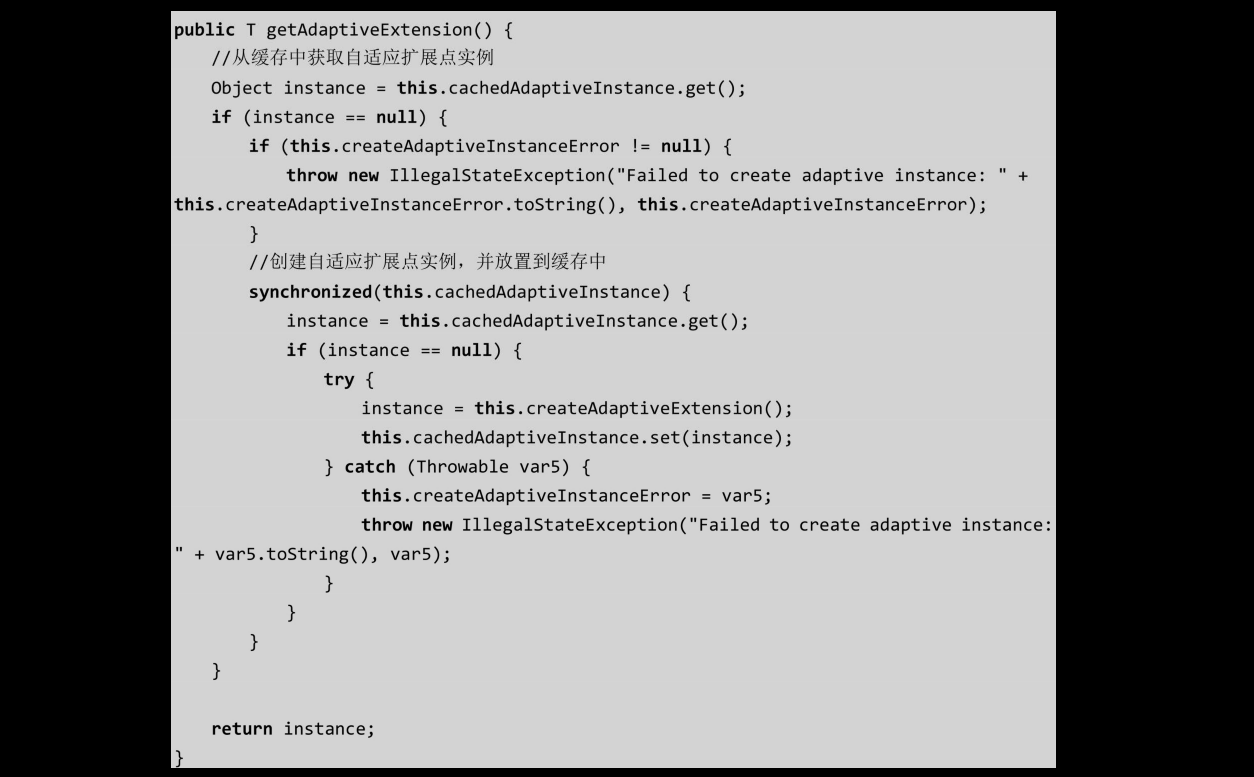 public T getAdaptiveExtension() {
//从缓存中获取自适应扩展点实例
Object instance = this.cachedAdaptiveInstance.get();
if (instance == null) {
if (this.createAdaptiveInstanceError != null) {
throw new IllegalStateException("Failed to create adaptive instance: " +
this.createAdaptiveInstanceError.toString(), this.createAdaptiveInstanceError);
}
//创建自适应扩展点实例，并放置到缓存中
synchronized(this.cachedAdaptiveInstance) {
instance = this.cachedAdaptiveInstance.get();
if (instance == null) {
try {
instance = this.createAdaptiveExtension();
this.cachedAdaptiveInstance.set(instance);
} catch (Throwable var5) {
this.createAdaptiveInstanceError = var5;
throw new IllegalStateException("Failed to create adaptive instance:
" + var5.toString(), var5);
}
}
}
}
return instance;
}